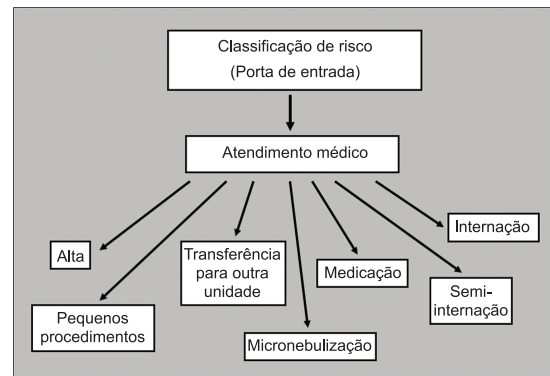 Classificação de risco
(Porta de entrada)
Atendimento médico
Alta
Pequenos
procedimentos
Transferência
para outra
unidade
Micronebulização
Medicação
Semi-
internação
Internação